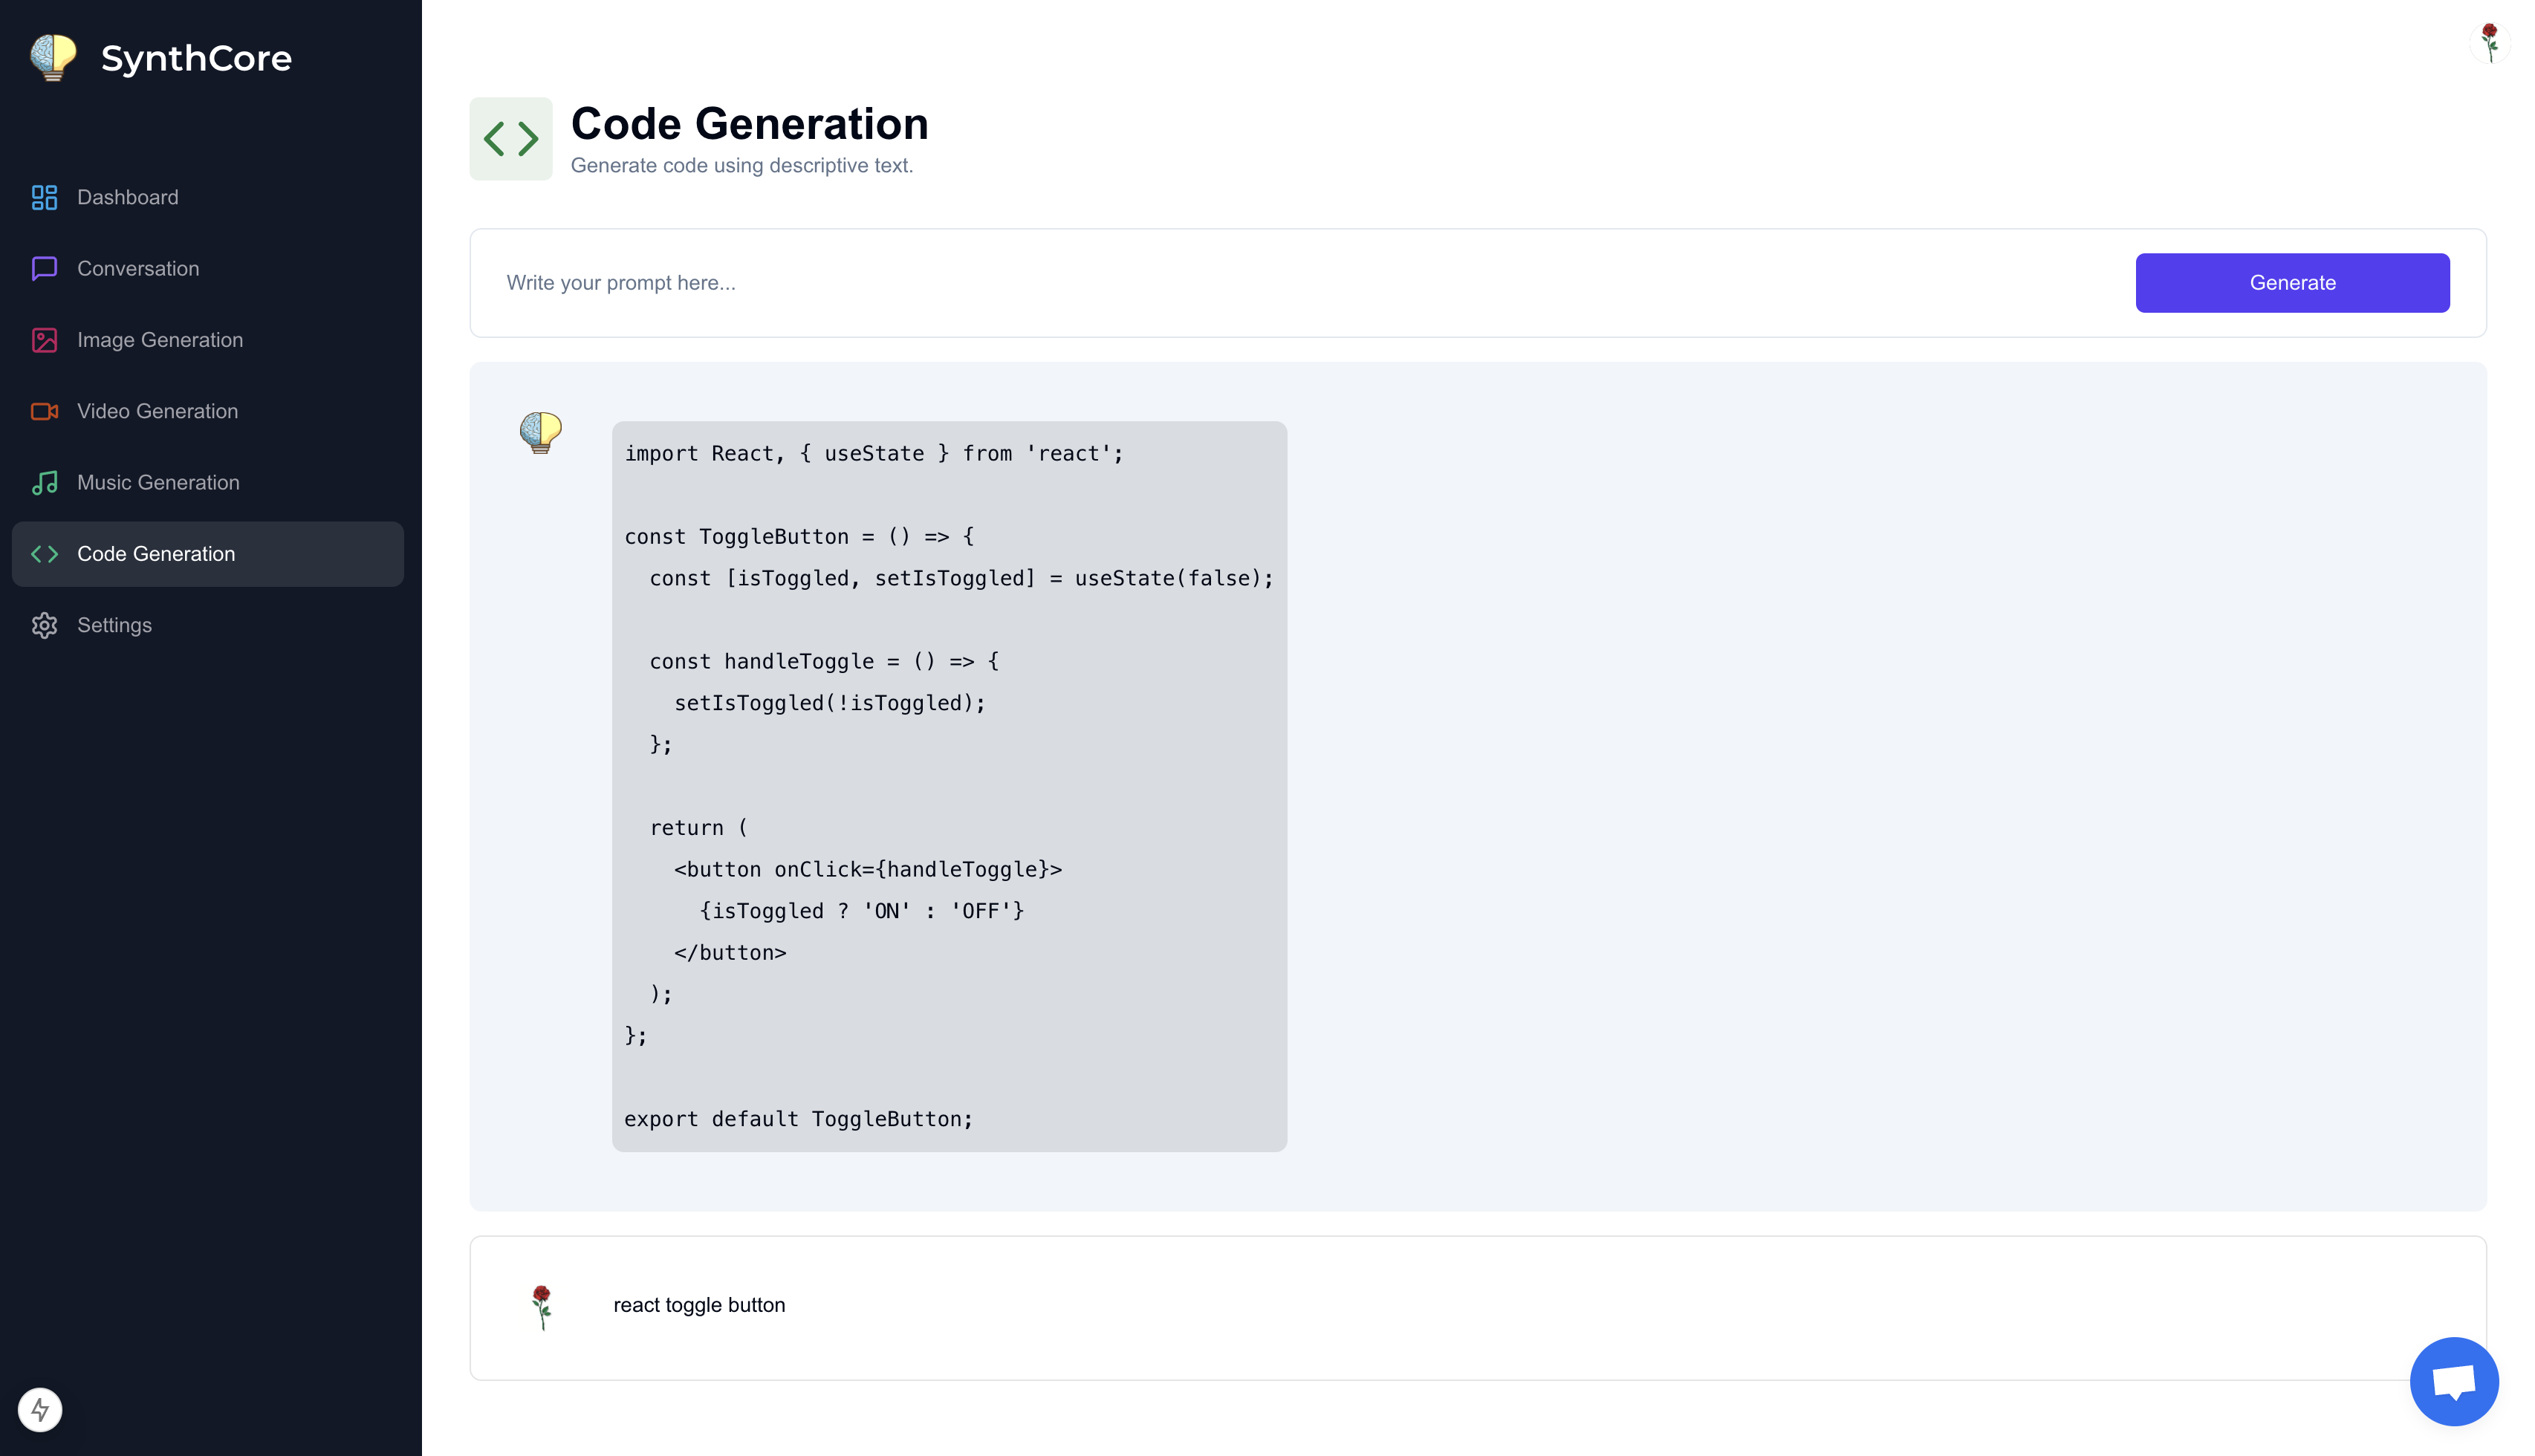 SynthCore
Dashboard
Conversation
Image Generation
Video Generation
Music Generation
Code Generation
Settings
Code Generation
Generate code using descriptive text.
Write your prompt here...
Generate
import React, { useState } from 'react';
const ToggleButton = () => {
  const [isToggled, setIsToggled] = useState(false);
  const handleToggle = () => {
    setIsToggled(!isToggled);
  };
  return (
    <button onClick={handleToggle}>
      {isToggled ? 'ON' : 'OFF'}
    </button>
  );
};
export default ToggleButton;
react toggle button